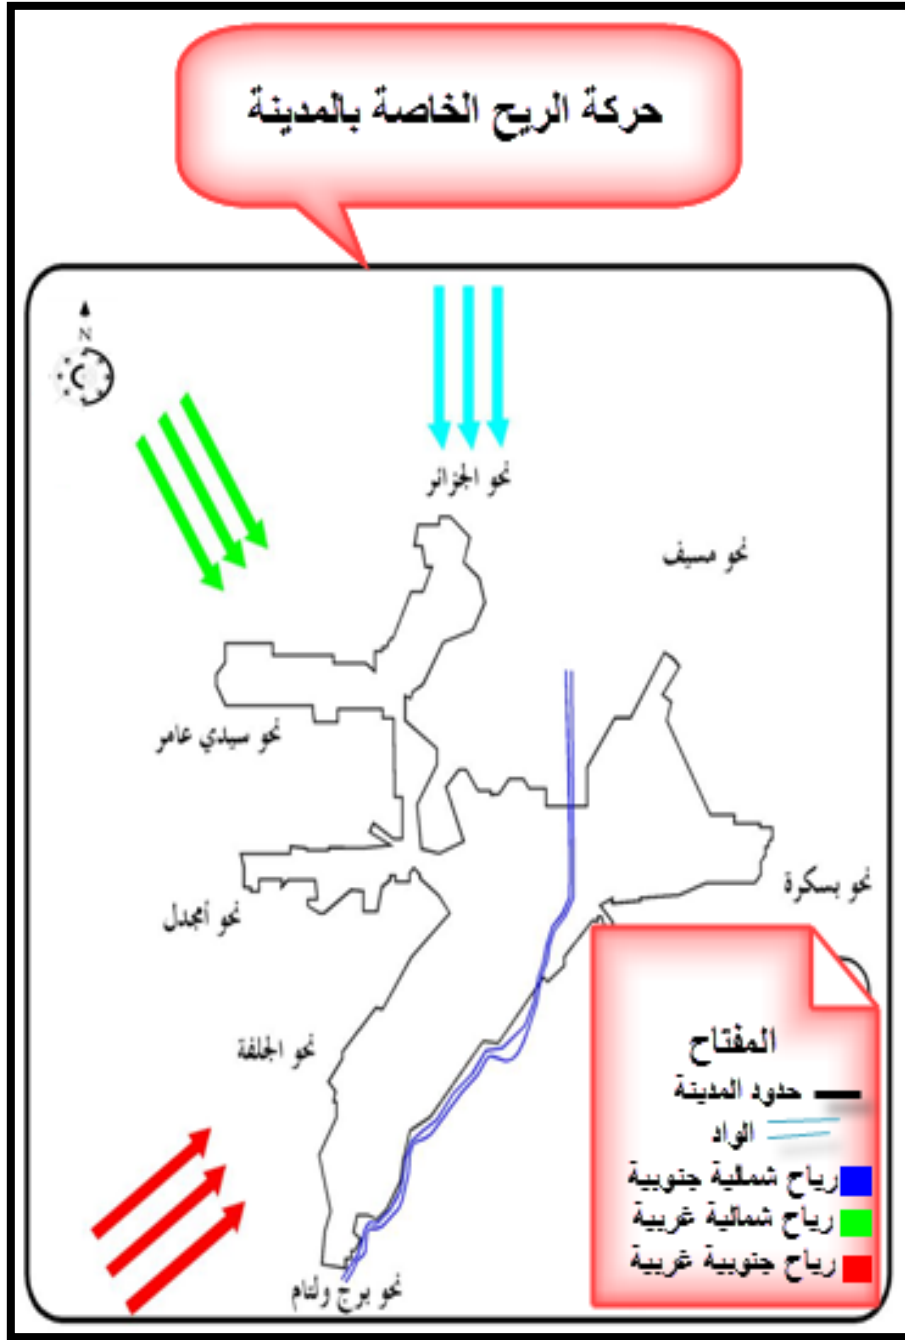 حركة الريح الخاصة بالمدينة
N
نحو الجزائر
نحو مسيف
نحو سيدي عامر
نحو بسكرة
نحو أمجدل
نحو الجلفة
نحو برج ولتام
المفتاح
حدود المدينة
الواد
رياح شمالية جنوبية
رياح شمالية غربية
رياح جنوبية غربية